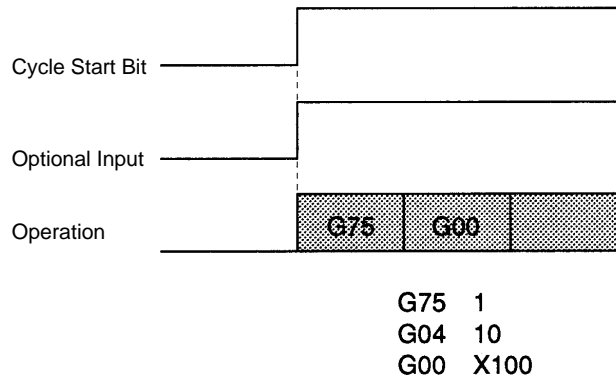 Cycle Start Bit
Optional Input
Operation
G75 G00
G75 1
G04 10
G00 X100